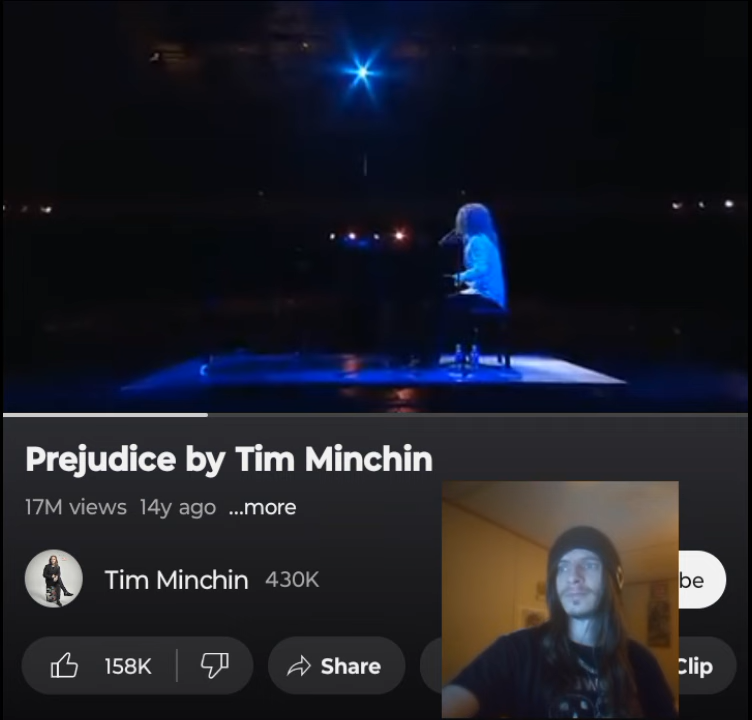 Prejudice by Tim Minchin
17M views 14y ago ...more
Tim Minchin 430K
be
158K Share Clip